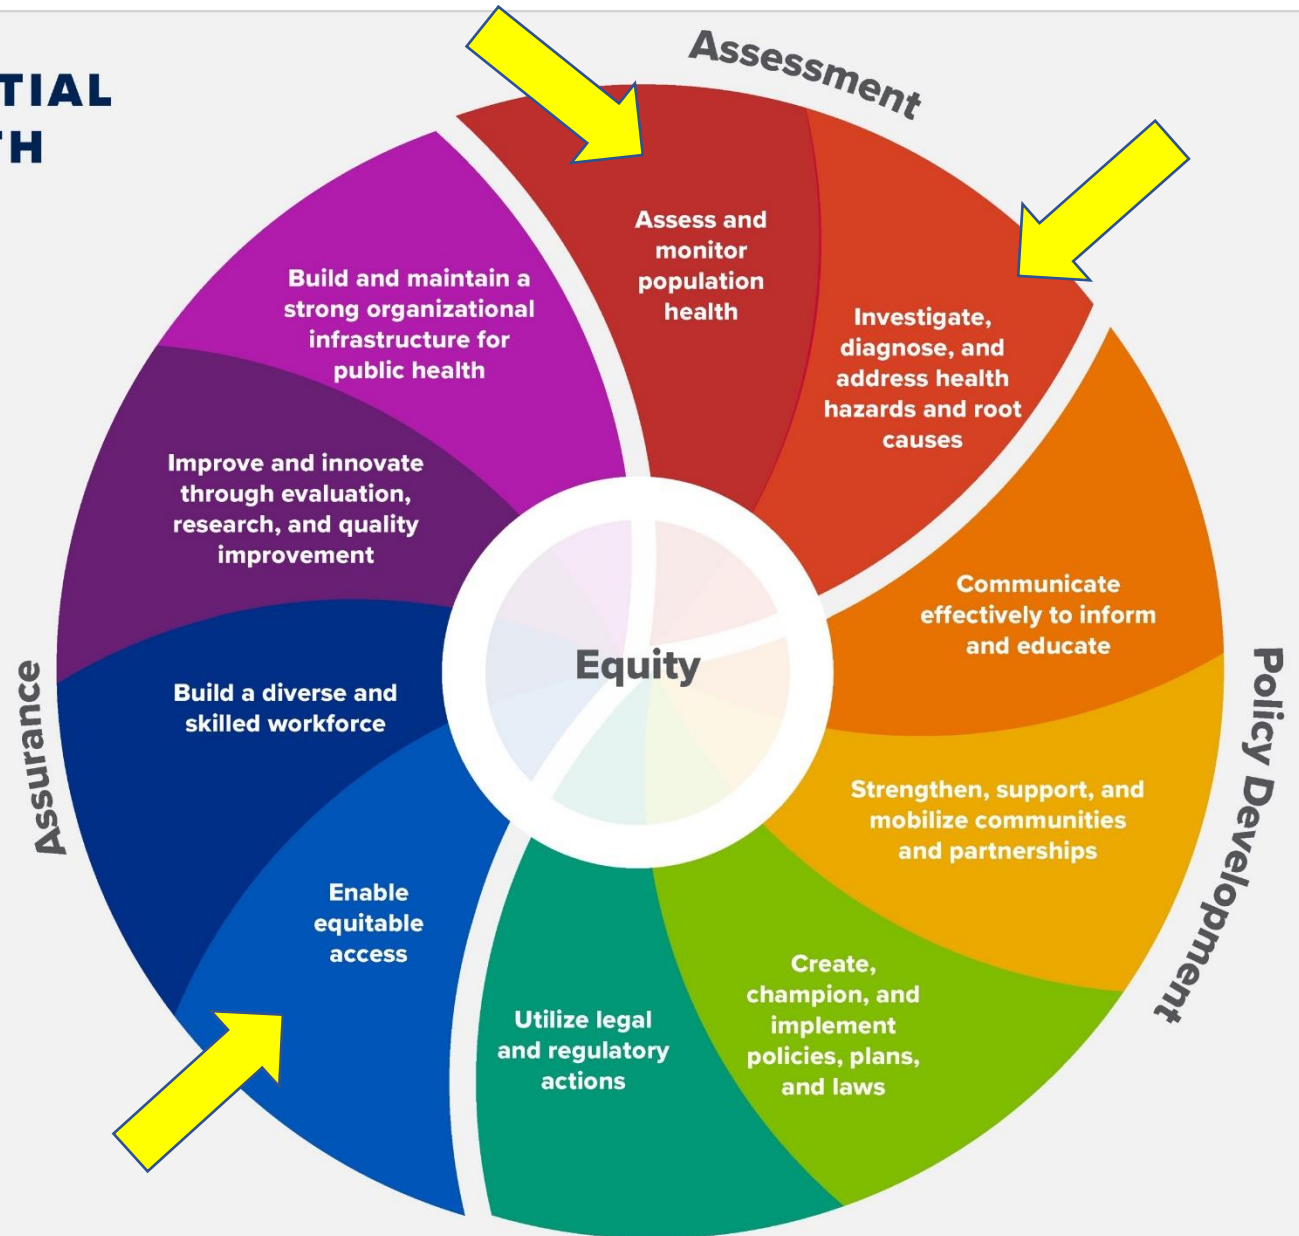 TIAL
TH
Assessment
Assess and
monitor
population
health
Investigate,
diagnose, and
address health
hazards and root
causes
Communicate
effectively to inform
and educate
Strengthen, support, and
mobilize communities
and partnerships
Create,
champion, and
implement
policies, plans,
and laws
Utilize legal
and regulatory
actions
Enable
equitable
access
Build a diverse and
skilled workforce
Improve and innovate
through evaluation,
research, and quality
improvement
Build and maintain a
strong organizational
infrastructure for
public health
Equity
Policy Development
Assurance